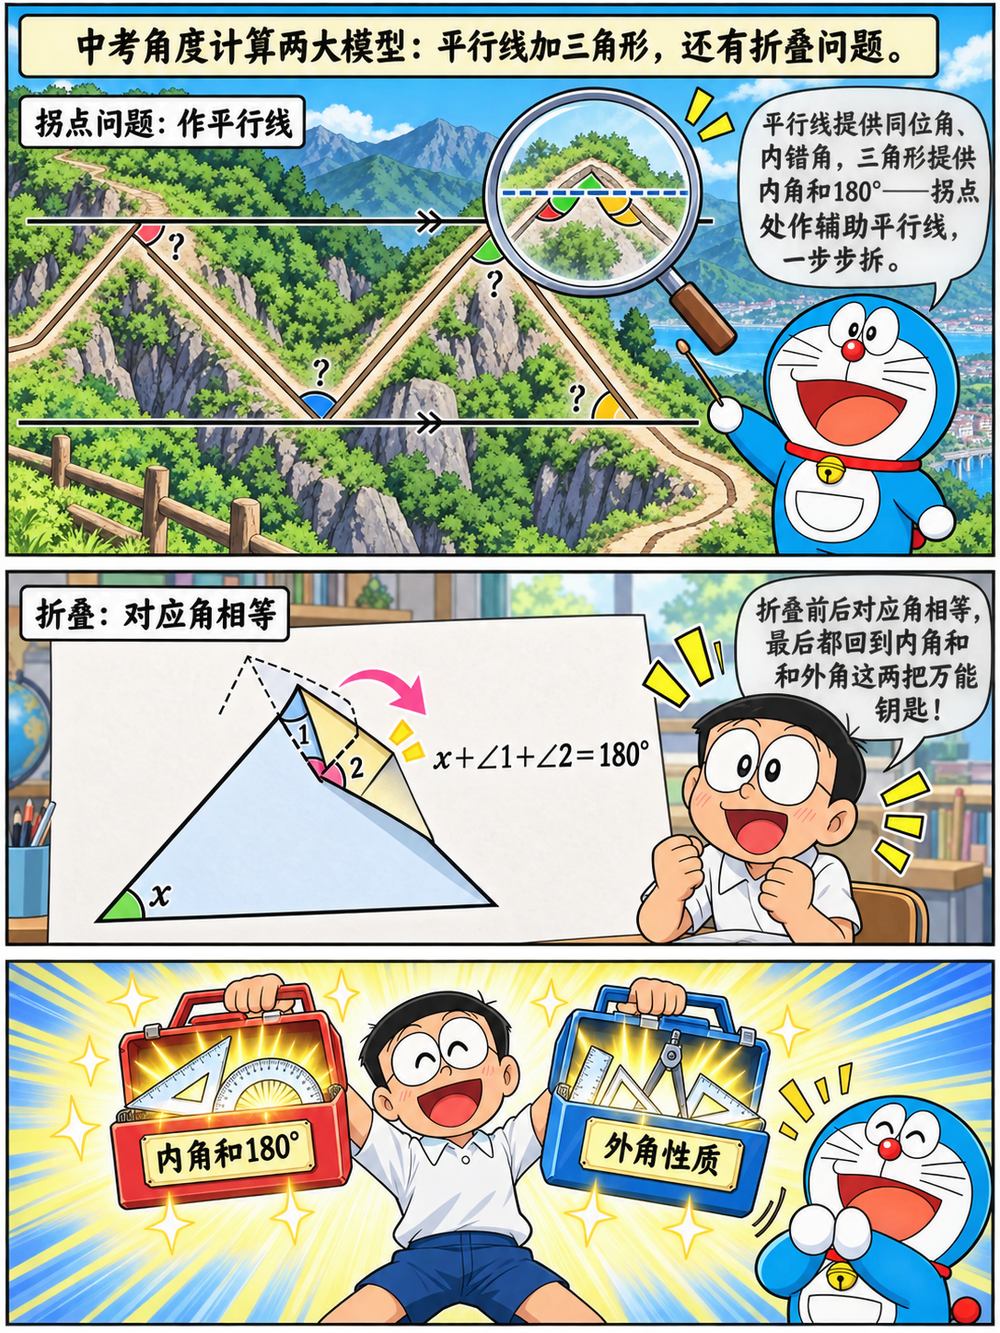 中考角度计算两大模型：平行线加三角形，还有折叠问题。
拐点问题：作平行线
平行线提供同位角、
内错角，三角形提供
内角和180°——拐点
处作辅助平行线，
一步步拆。
?
?
?
?
折叠：对应角相等
折叠前后对应角相等，
最后都回到内角和
和外角这两把万能
钥匙！
1
2
x+∠1+∠2=180°
x
内角和180°
外角性质